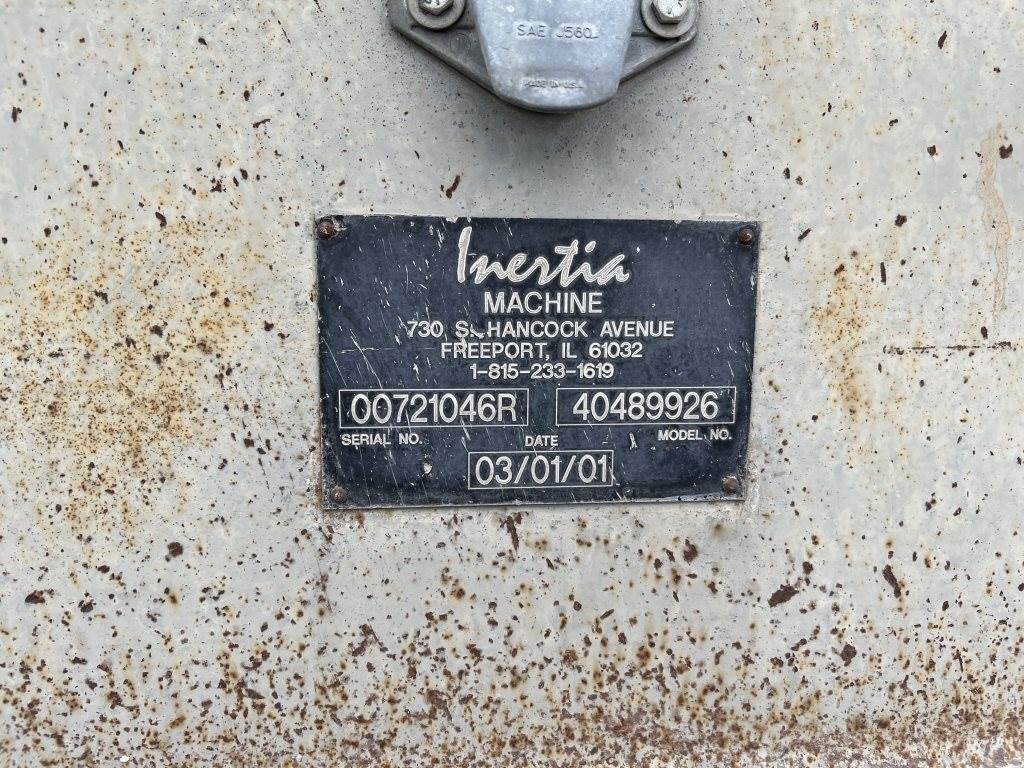 SAE J560
MADE IN U.S.A.
Inertia
MACHINE
730 S. HANCOCK AVENUE
FREEPORT, IL 61032
1-815-233-1619
00721046R 40489926
SERIAL NO. DATE MODEL NO.
03/01/01